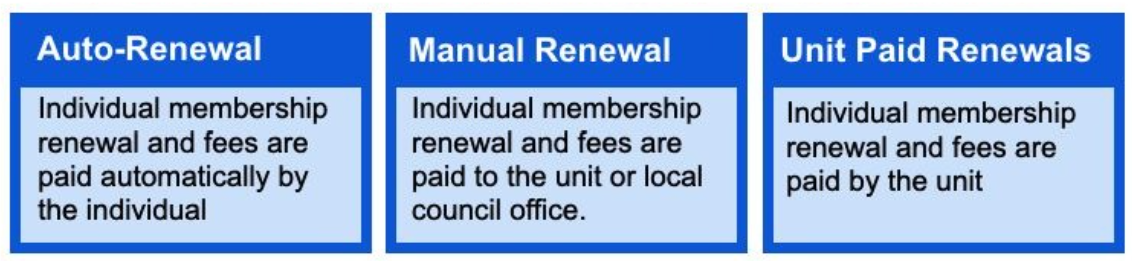 Auto-Renewal
Individual membership
renewal and fees are
paid automatically by
the individual
Manual Renewal
Individual membership
renewal and fees are
paid to the unit or local
council office.
Unit Paid Renewals
Individual membership
renewal and fees are
paid by the unit